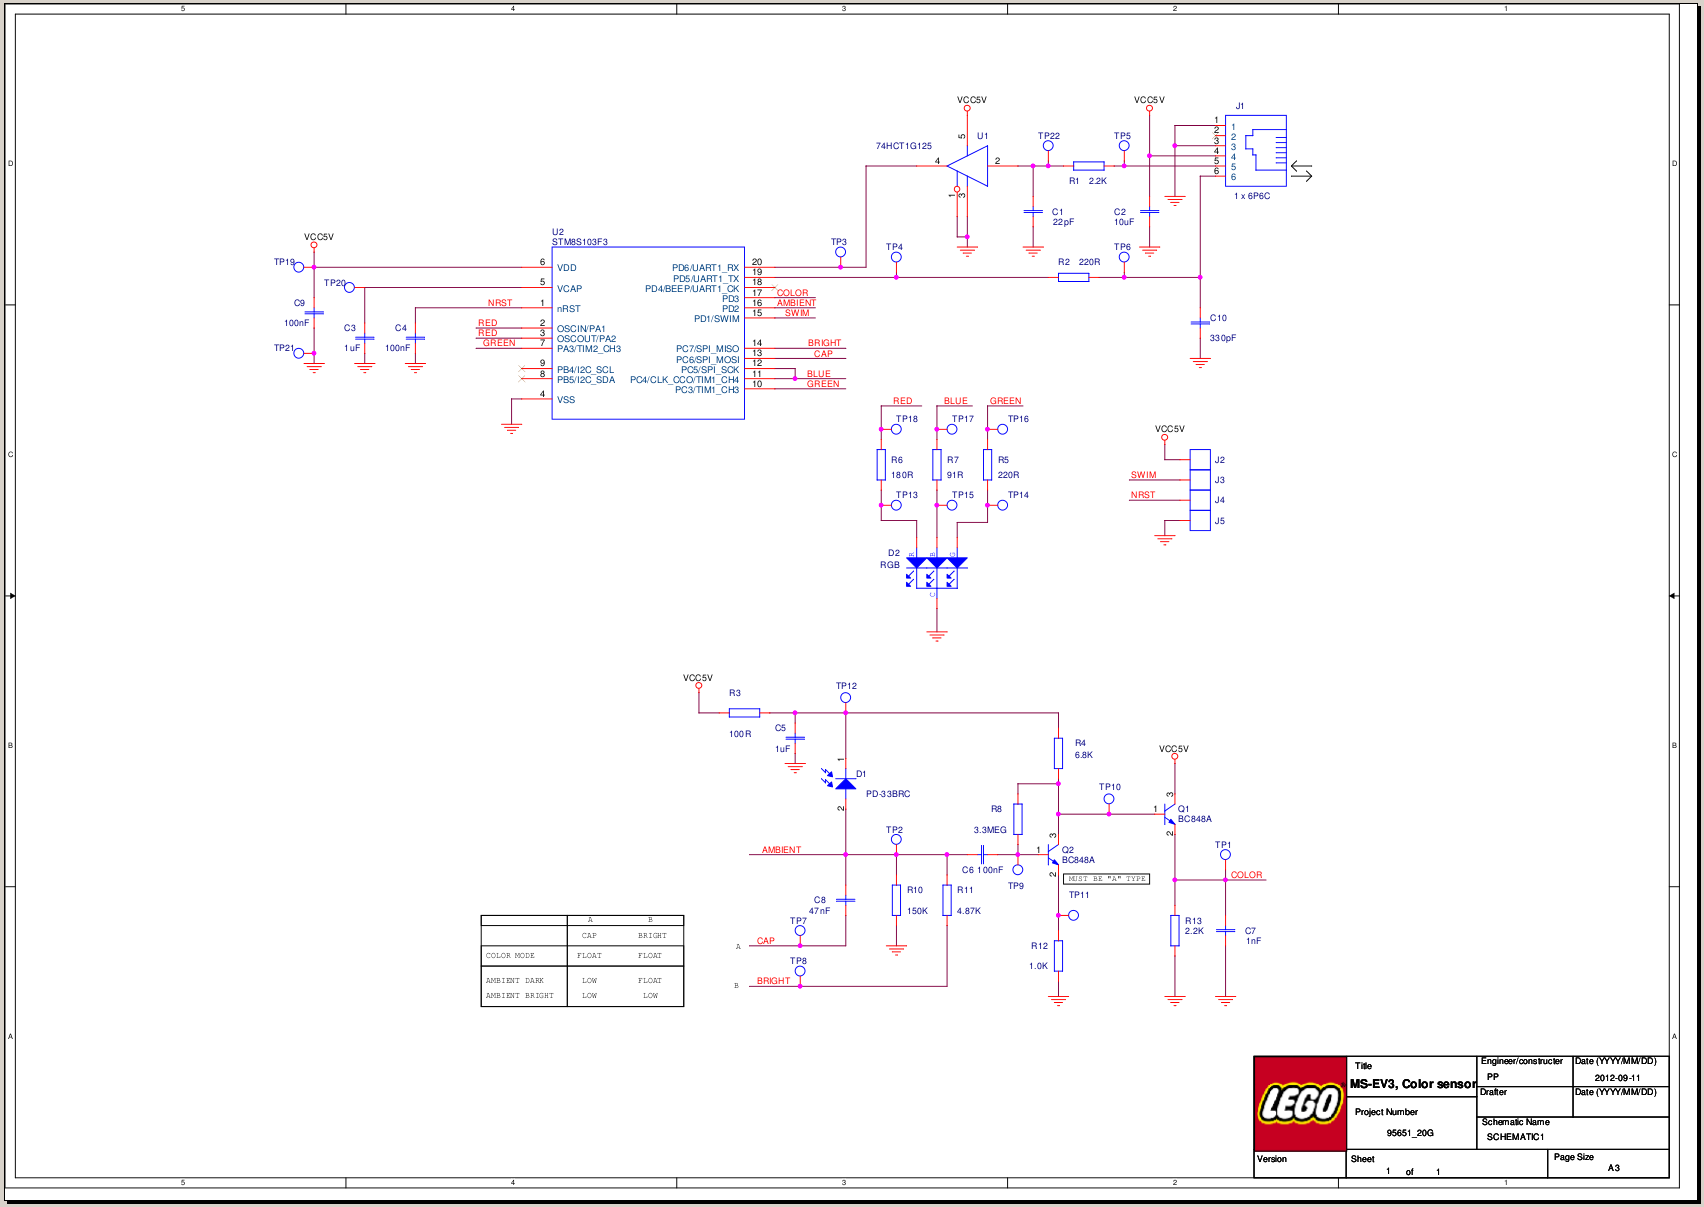 5 4 3 2 1
D
C
B
A
VCC5V
74HCT1G125
U1
5
4
2
1
3
TP22
R1 2.2K
TP5
C1
22pF
VCC5V
C2
10uF
J1
1
2
3
4
5
6
1
2
3
4
5
6
1 x 6P6C
VCC5V
TP19
C9
100nF
TP21
TP20
C3
1uF
C4
100nF
NRST
RED
RED
GREEN
U2
STM8S103F3
6 VDD
5 VCAP
1 nRST
2 OSCIN/PA1
3 OSCOUT/PA2
7 PA3/TIM2_CH3
9 PB4/I2C_SCL
8 PB5/I2C_SDA
4 VSS
PD6/UART1_RX 20
PD5/UART1_TX 19
PD4/BEEP/UART1_CK 18
PD3 17 COLOR
PD2 16 AMBIENT
PD1/SWIM 15 SWIM
PC7/SPI_MISO 14 BRIGHT
PC6/SPI_MOSI 13 CAP
PC5/SPI_SCK 12
PC4/CLK_CCO/TIM1_CH4 11 BLUE
PC3/TIM1_CH3 10 GREEN
TP3
TP4
R2 220R
TP6
C10
330pF
RED BLUE GREEN
TP18 TP17 TP16
R6 R7 R5
180R 91R 220R
TP13 TP15 TP14
D2
RGB
R B G
C
VCC5V
J2
SWIM J3
NRST J4
J5
VCC5V
R3
100R
C5
1uF
TP12
1
D1
PD-33BRC
2
AMBIENT
TP2
C8
47nF
R10
150K
R11
4.87K
TP7
A CAP
TP8
B BRIGHT
C6 100nF
R8
3.3MEG
TP9
R4
6.8K
3
1
Q2
BC848A
2
MUST BE "A" TYPE
TP11
R12
1.0K
TP10
VCC5V
3
1
Q1
BC848A
2
TP1
COLOR
R13
2.2K
C7
1nF
A B
CAP BRIGHT
COLOR MODE FLOAT FLOAT
AMBIENT DARK LOW FLOAT
AMBIENT BRIGHT LOW LOW
LEGO
Title
MS-EV3, Color sensor
Project Number
95651_20G
Engineer/constructer
PP
Date (YYYY/MM/DD)
2012-09-11
Drafter
Date (YYYY/MM/DD)
Schematic Name
SCHEMATIC1
Version
Sheet
1 of 1
Page Size
A3
D
C
B
A
5 4 3 2 1